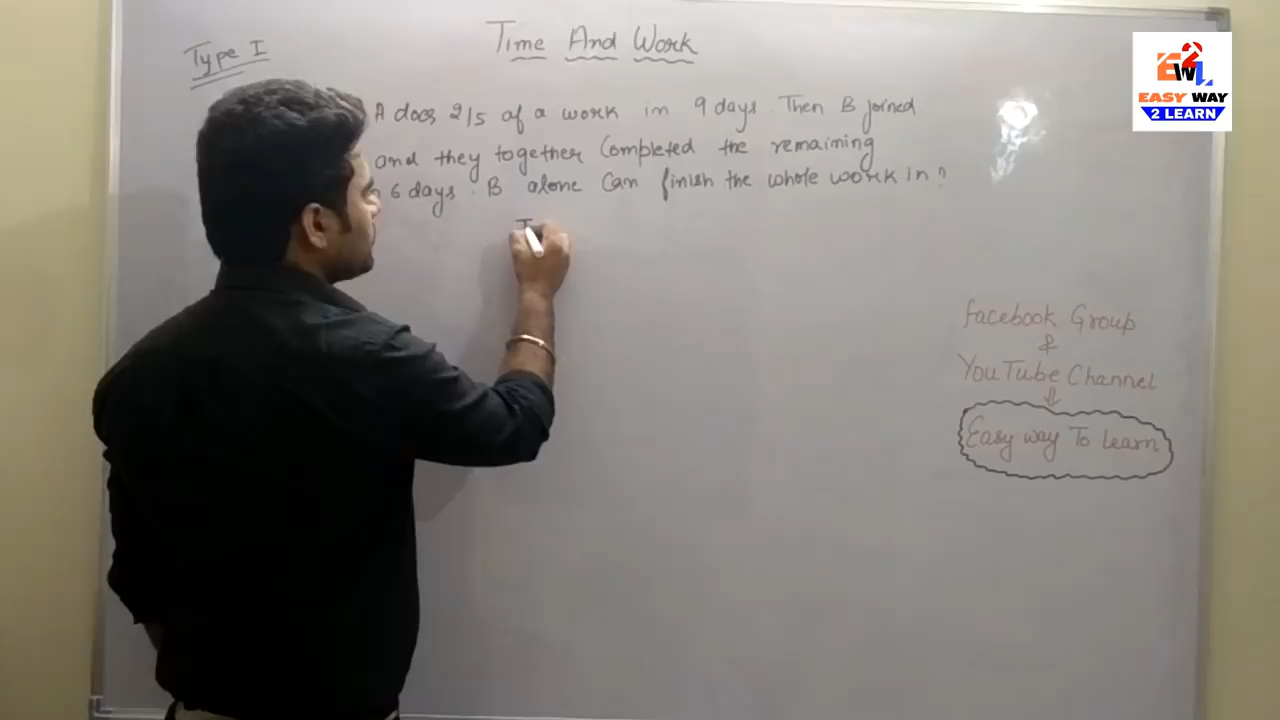 Type I
Time And Work
A does 2/5 of a work in 9 days. Then B joined
and they together Completed the remaining
6 days. B alone Can finish the whole work in?
Facebook Group
&
YouTube Channel
⇓
Easy way To Learn
E2WL
EASY WAY
2 LEARN